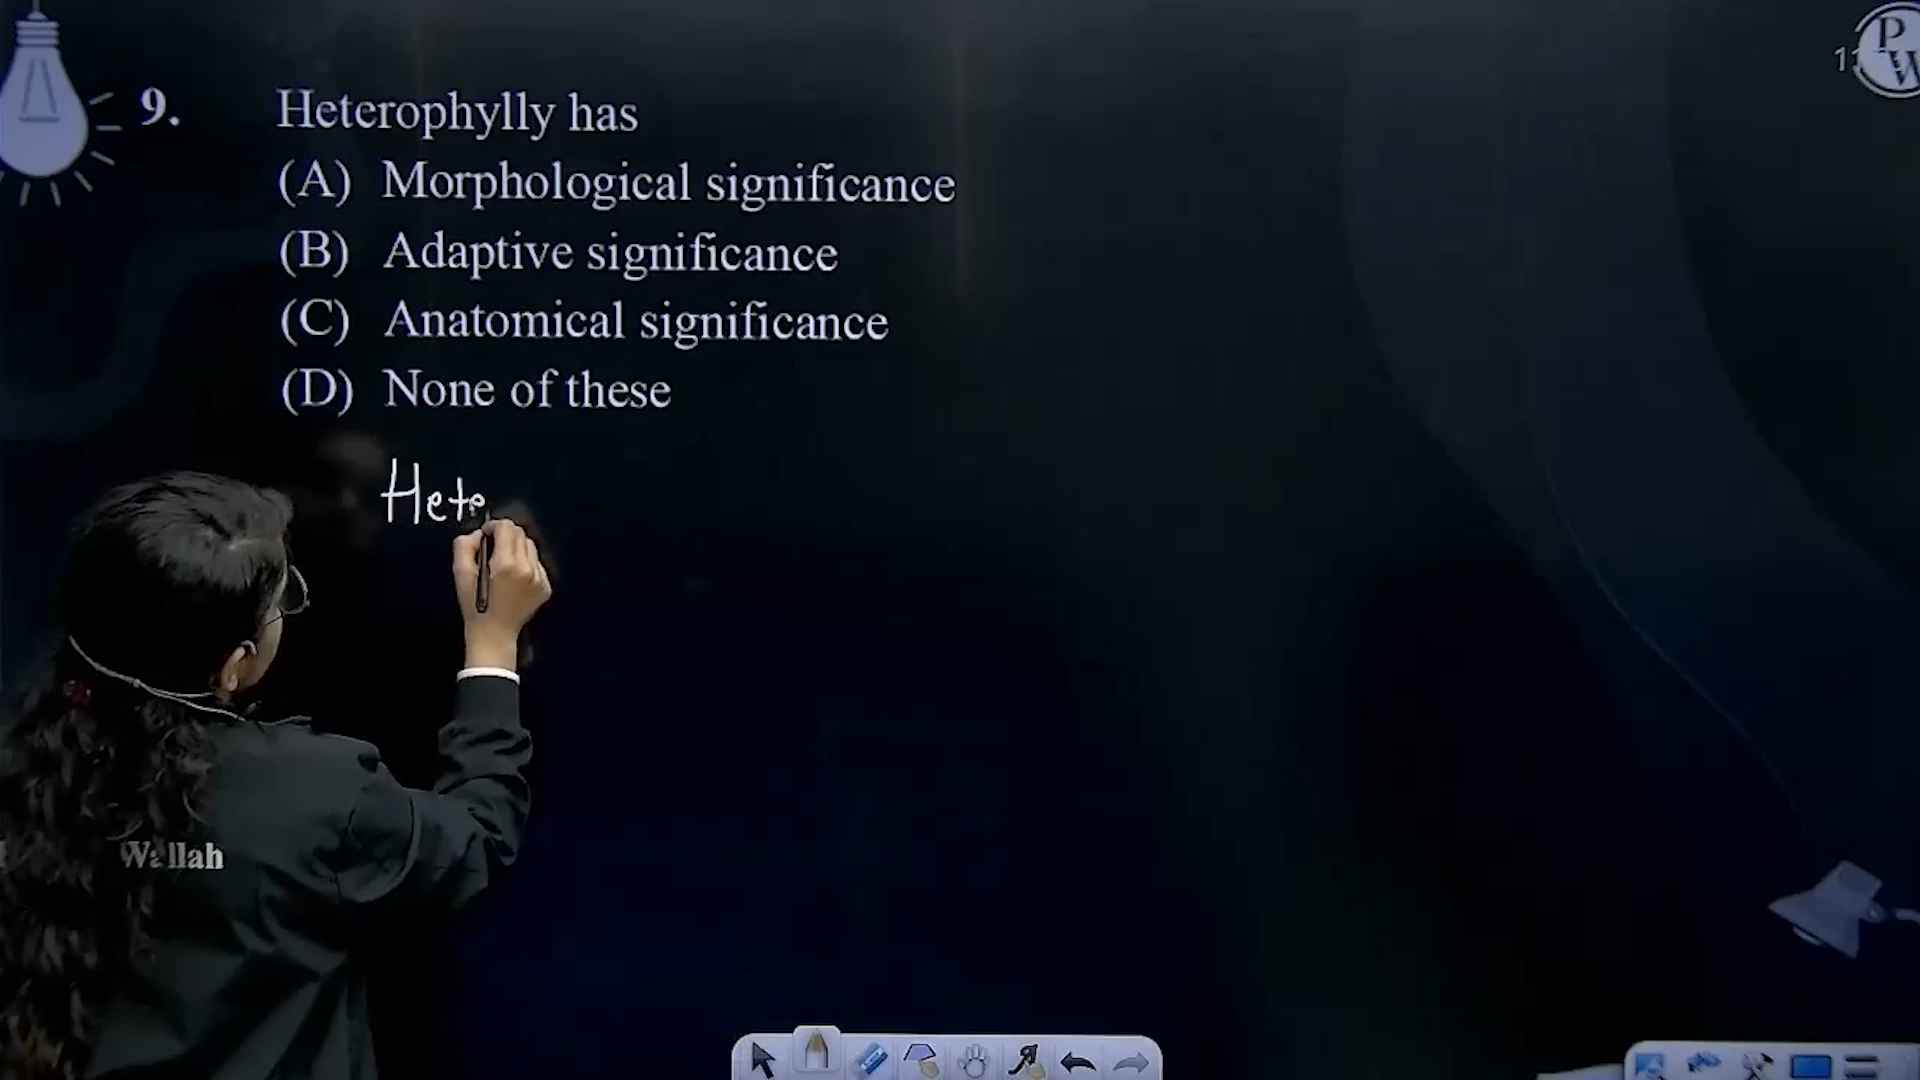 P
W
9. Heterophylly has
(A) Morphological significance
(B) Adaptive significance
(C) Anatomical significance
(D) None of these
Hete
Wallah